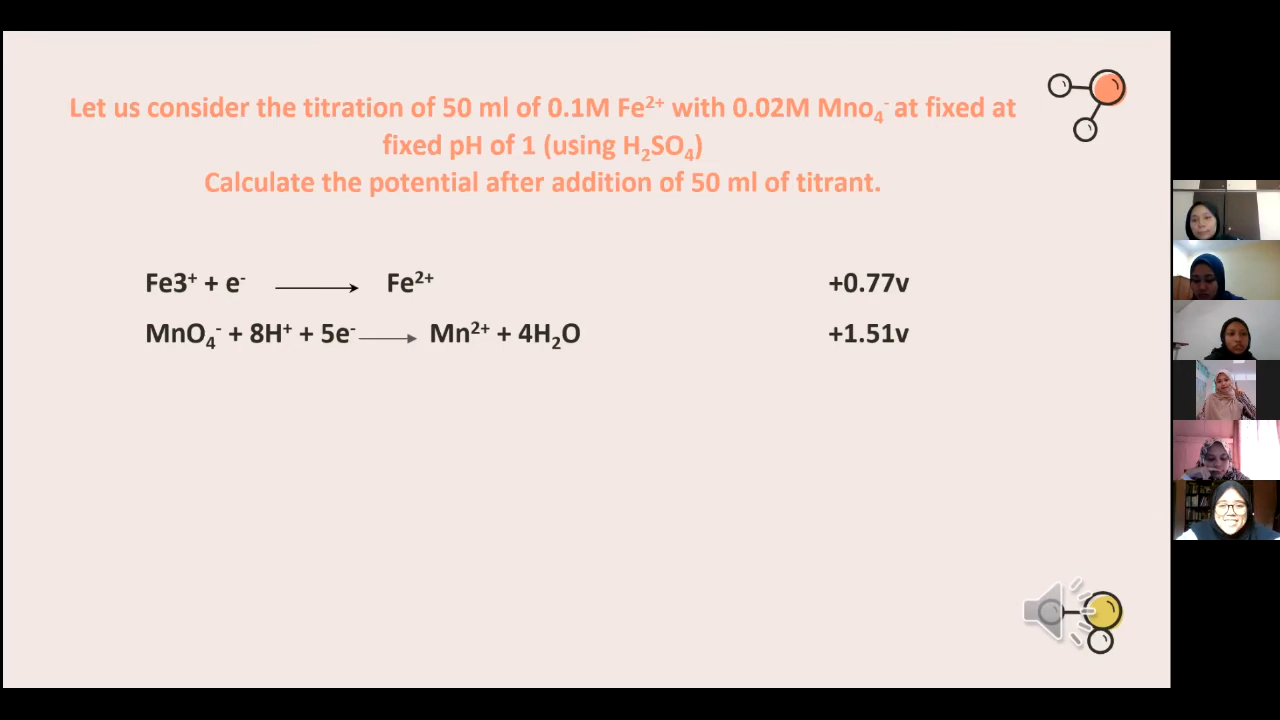 Let us consider the titration of 50 ml of 0.1M Fe²⁺ with 0.02M Mno₄⁻ at fixed at
fixed pH of 1 (using H₂SO₄)
Calculate the potential after addition of 50 ml of titrant.
Fe3⁺ + e⁻ ⟶ Fe²⁺ +0.77v
MnO₄⁻ + 8H⁺ + 5e⁻ ⟶ Mn²⁺ + 4H₂O +1.51v